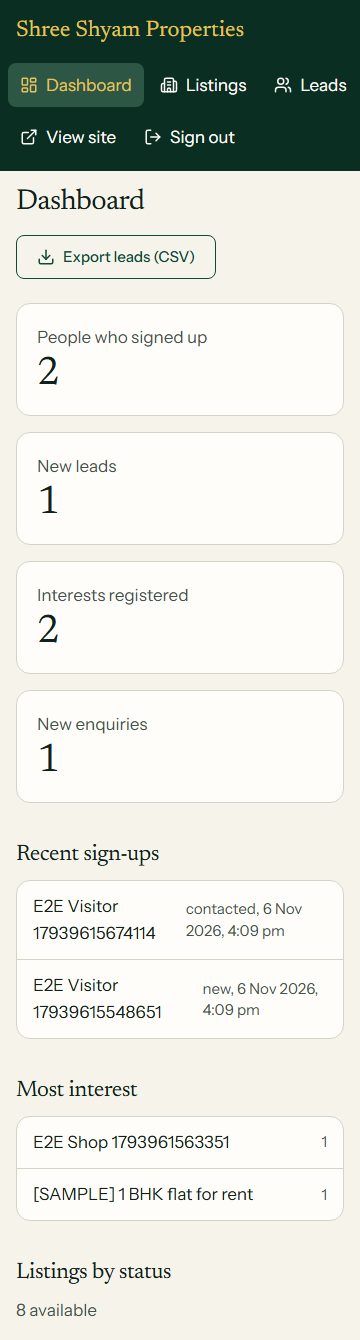 Shree Shyam Properties
Dashboard
Listings
Leads
View site
Sign out
Dashboard
Export leads (CSV)
People who signed up
2
New leads
1
Interests registered
2
New enquiries
1
Recent sign-ups
E2E Visitor
17939615674114
contacted, 6 Nov
2026, 4:09 pm
E2E Visitor
17939615548651
new, 6 Nov 2026,
4:09 pm
Most interest
E2E Shop 1793961563351
1
[SAMPLE] 1 BHK flat for rent
1
Listings by status
8 available